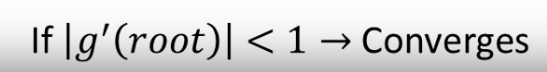 If |g′(root)| < 1 → Converges